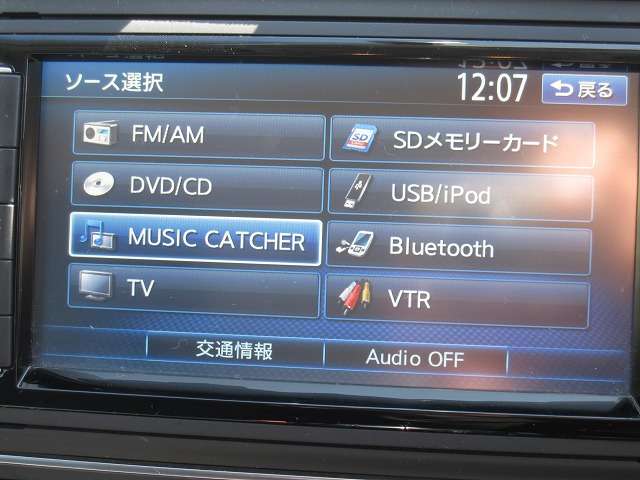 ソース選択
12:07
戻る
FM/AM
SDメモリーカード
DVD/CD
USB/iPod
MUSIC CATCHER
Bluetooth
TV
VTR
交通情報
Audio OFF